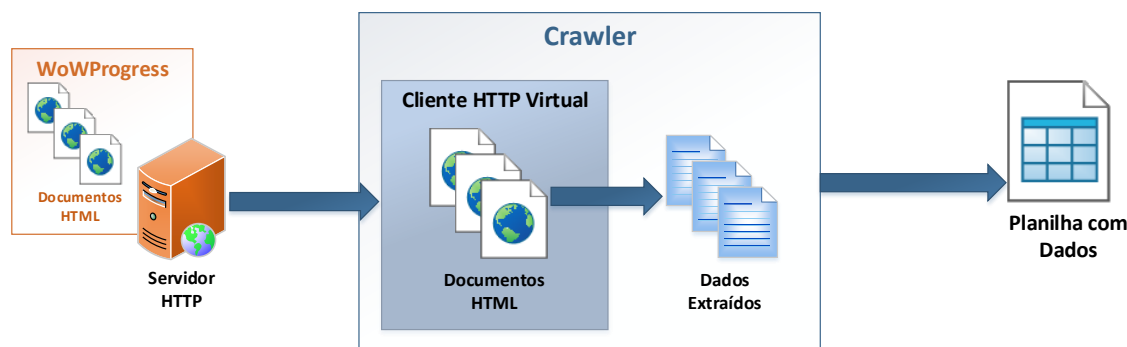 WoWProgress
Documentos
HTML
Servidor
HTTP
Crawler
Cliente HTTP Virtual
Documentos
HTML
Dados
Extraídos
Planilha com
Dados